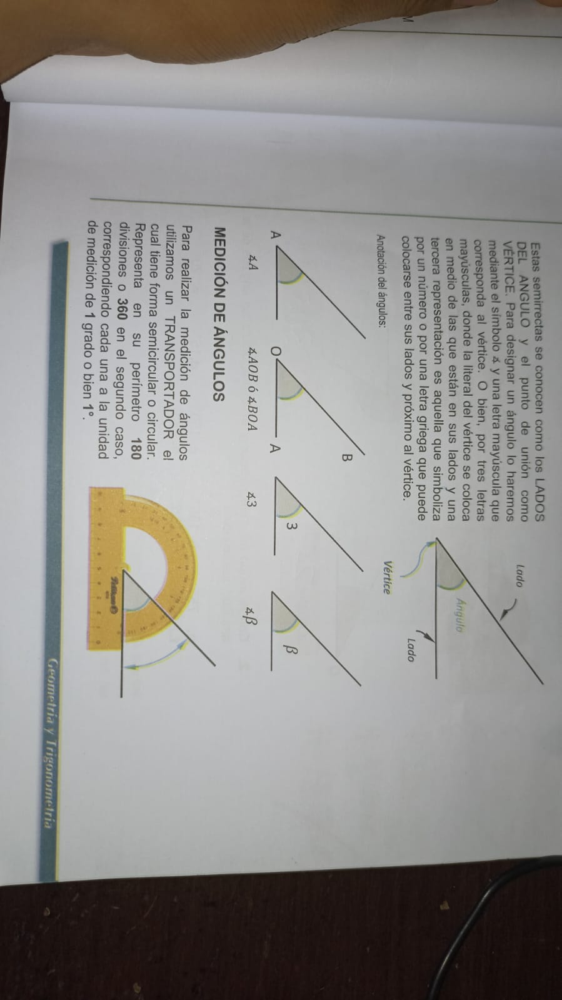 M
Estas semirrectas se conocen como los LADOS
DEL ANGULO y el punto de unión como
VÉRTICE. Para designar un ángulo lo haremos
mediante el símbolo ∡ y una letra mayúscula que
corresponda al vértice. O bien, por tres letras
mayúsculas, donde la literal del vértice se coloca
en medio de las que están en sus lados y una
tercera representación es aquella que simboliza
por un número o por una letra griega que puede
colocarse entre sus lados y próximo al vértice.
Lado
Ángulo
Lado
Vértice
Anotación del ángulos:
B
A
O
A
3
β
∡A
∡AOB ó ∡BOA
∡3
∡β
MEDICIÓN DE ÁNGULOS
Para realizar la medición de ángulos
utilizamos un TRANSPORTADOR el
cual tiene forma semicircular o circular.
Representa en su perímetro 180
divisiones o 360 en el segundo caso,
correspondiendo cada una a la unidad
de medición de 1 grado o bien 1°.
Geometría y Trigonometría